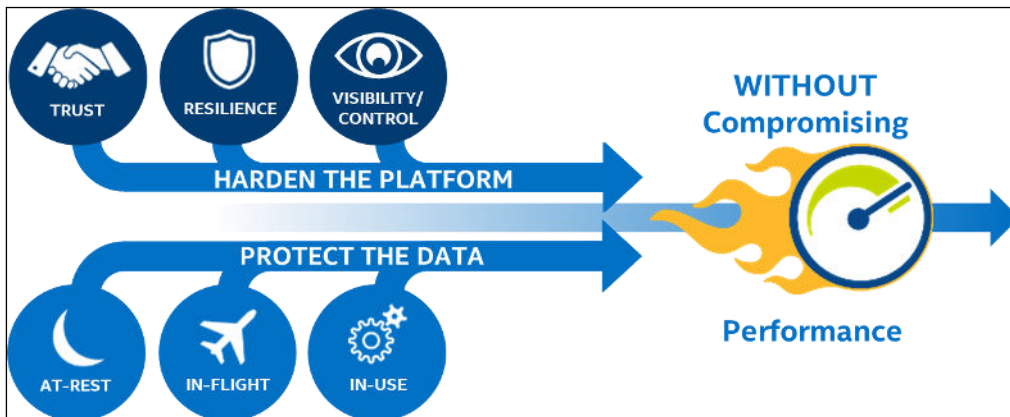 TRUST
RESILIENCE
VISIBILITY/
CONTROL
HARDEN THE PLATFORM
PROTECT THE DATA
AT-REST
IN-FLIGHT
IN-USE
WITHOUT
Compromising
Performance